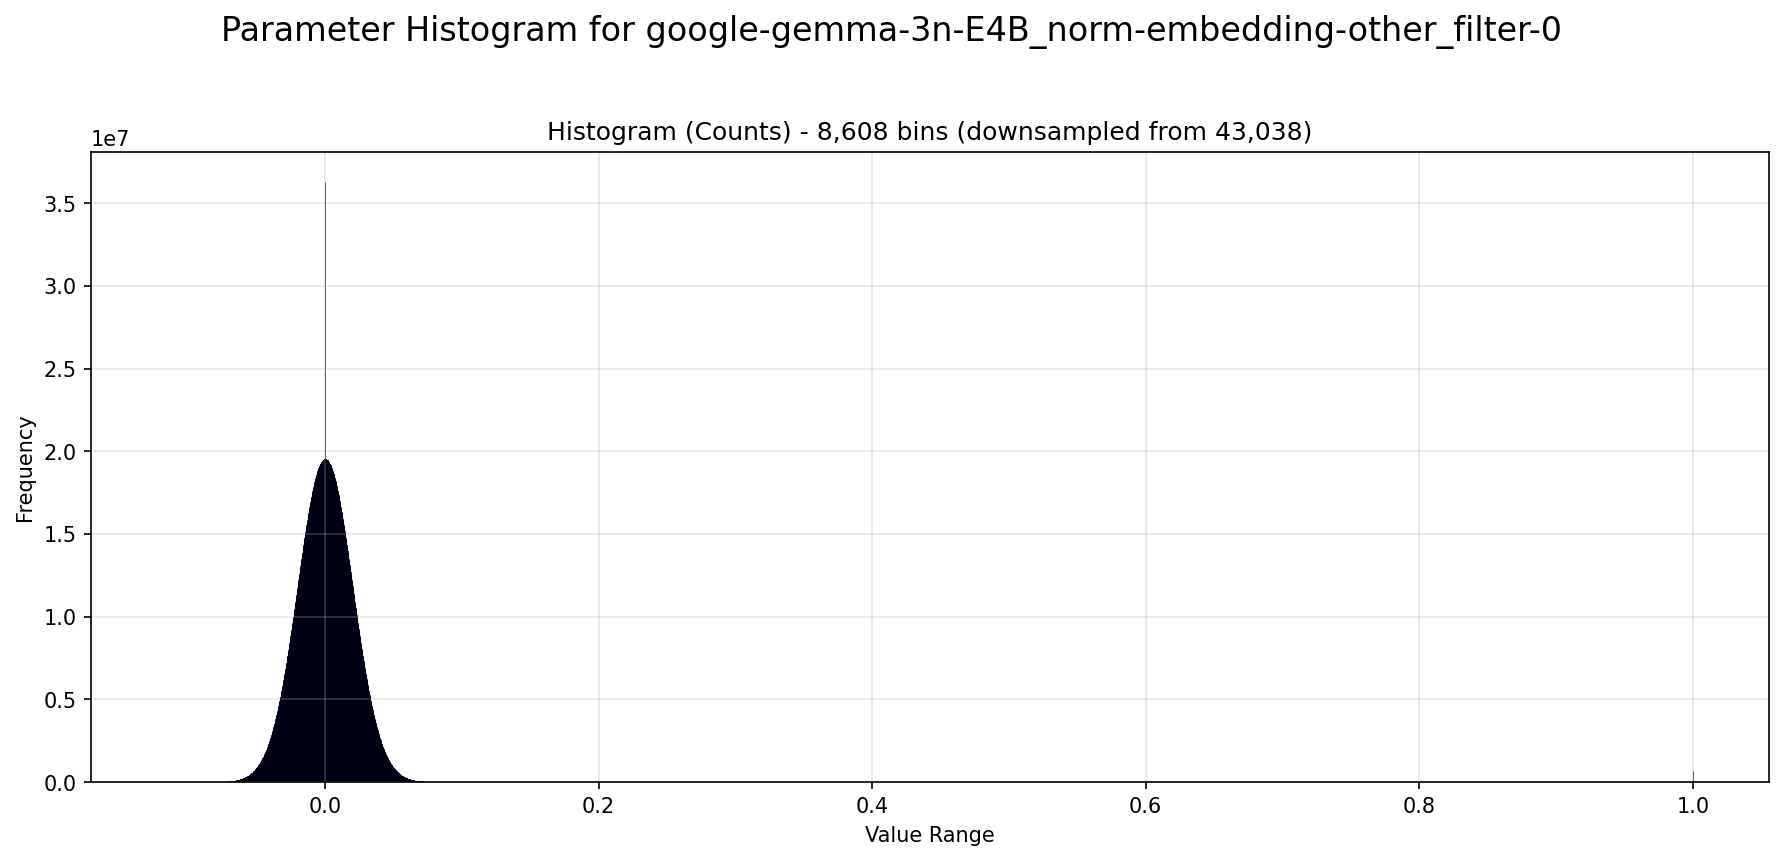 Parameter Histogram for google-gemma-3n-E4B_norm-embedding-other_filter-0
Histogram (Counts) - 8,608 bins (downsampled from 43,038)
1e7
3.5
3.0
2.5
2.0
1.5
1.0
0.5
0.0
Frequency
0.0 0.2 0.4 0.6 0.8 1.0
Value Range